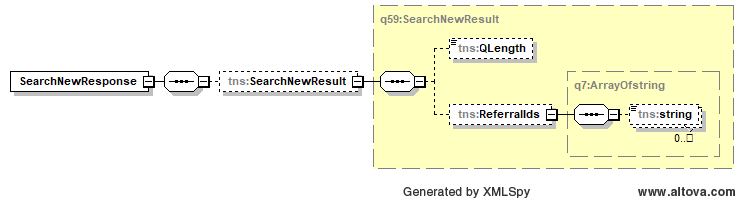 q59:SearchNewResult
tns:QLength
SearchNewResponse
tns:SearchNewResult
q7:ArrayOfstring
tns:ReferralIds
tns:string
0..
Generated by XMLSpy
www.altova.com